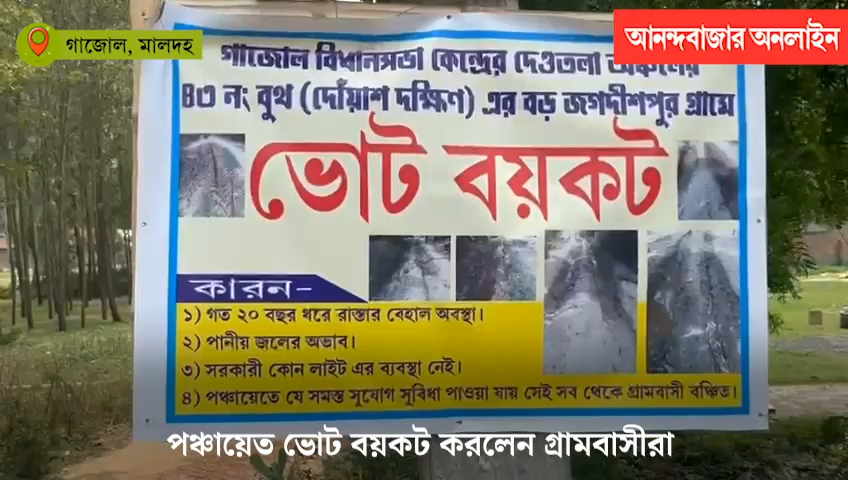 গাজোল, মালদহ
আনন্দবাজার অনলাইন
গাজোল বিধানসভা কেন্দ্রের দেওতলা অঞ্চলের
৪৩ নং বুথ (দোঁয়াশ দক্ষিণ) এর বড় জগদীশপুর গ্রামে
ভোট বয়কট
কারন-
১) গত ২০ বছর ধরে রাস্তার বেহাল অবস্থা।
২) পানীয় জলের অভাব।
৩) সরকারী কোন লাইট এর ব্যবস্থা নেই।
৪) পঞ্চায়েতে যে সমস্ত সুযোগ সুবিধা পাওয়া যায় সেই সব থেকে গ্রামবাসী বঞ্চিত।
পঞ্চায়েত ভোট বয়কট করলেন গ্রামবাসীরা